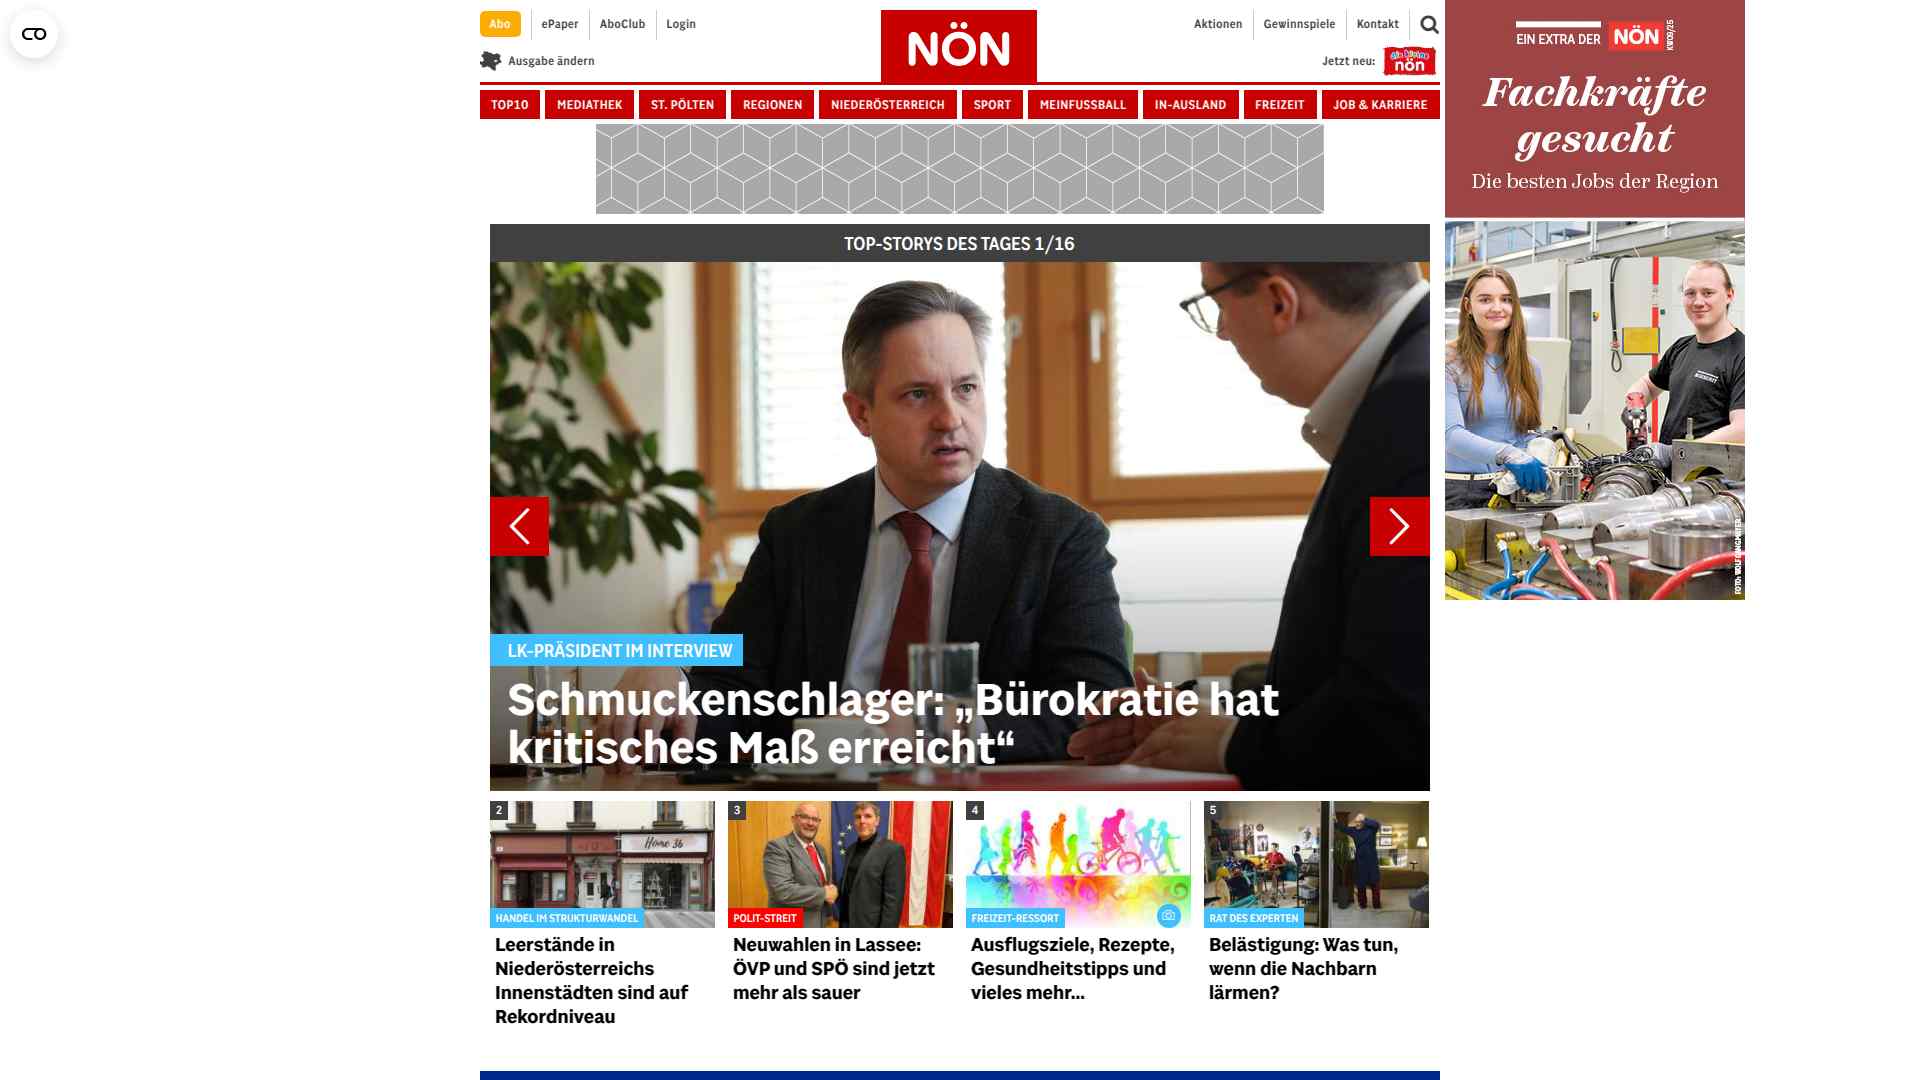 Abo
ePaper
AboClub
Login
NÖN
Aktionen
Gewinnspiele
Kontakt
Ausgabe ändern
Jetzt neu:
die kleine
nön
TOP10
MEDIATHEK
ST. PÖLTEN
REGIONEN
NIEDERÖSTERREICH
SPORT
MEINFUSSBALL
IN-AUSLAND
FREIZEIT
JOB & KARRIERE
EIN EXTRA DER NÖN
KW09/25
Fachkräfte
gesucht
Die besten Jobs der Region
TOP-STORYS DES TAGES 1/16
LK-PRÄSIDENT IM INTERVIEW
Schmuckenschlager: „Bürokratie hat
kritisches Maß erreicht“
2
Home 36
HANDEL IM STRUKTURWANDEL
Leerstände in
Niederösterreichs
Innenstädten sind auf
Rekordniveau
3
POLIT-STREIT
Neuwahlen in Lassee:
ÖVP und SPÖ sind jetzt
mehr als sauer
4
FREIZEIT-RESSORT
Ausflugsziele, Rezepte,
Gesundheitstipps und
vieles mehr...
5
RAT DES EXPERTEN
Belästigung: Was tun,
wenn die Nachbarn
lärmen?